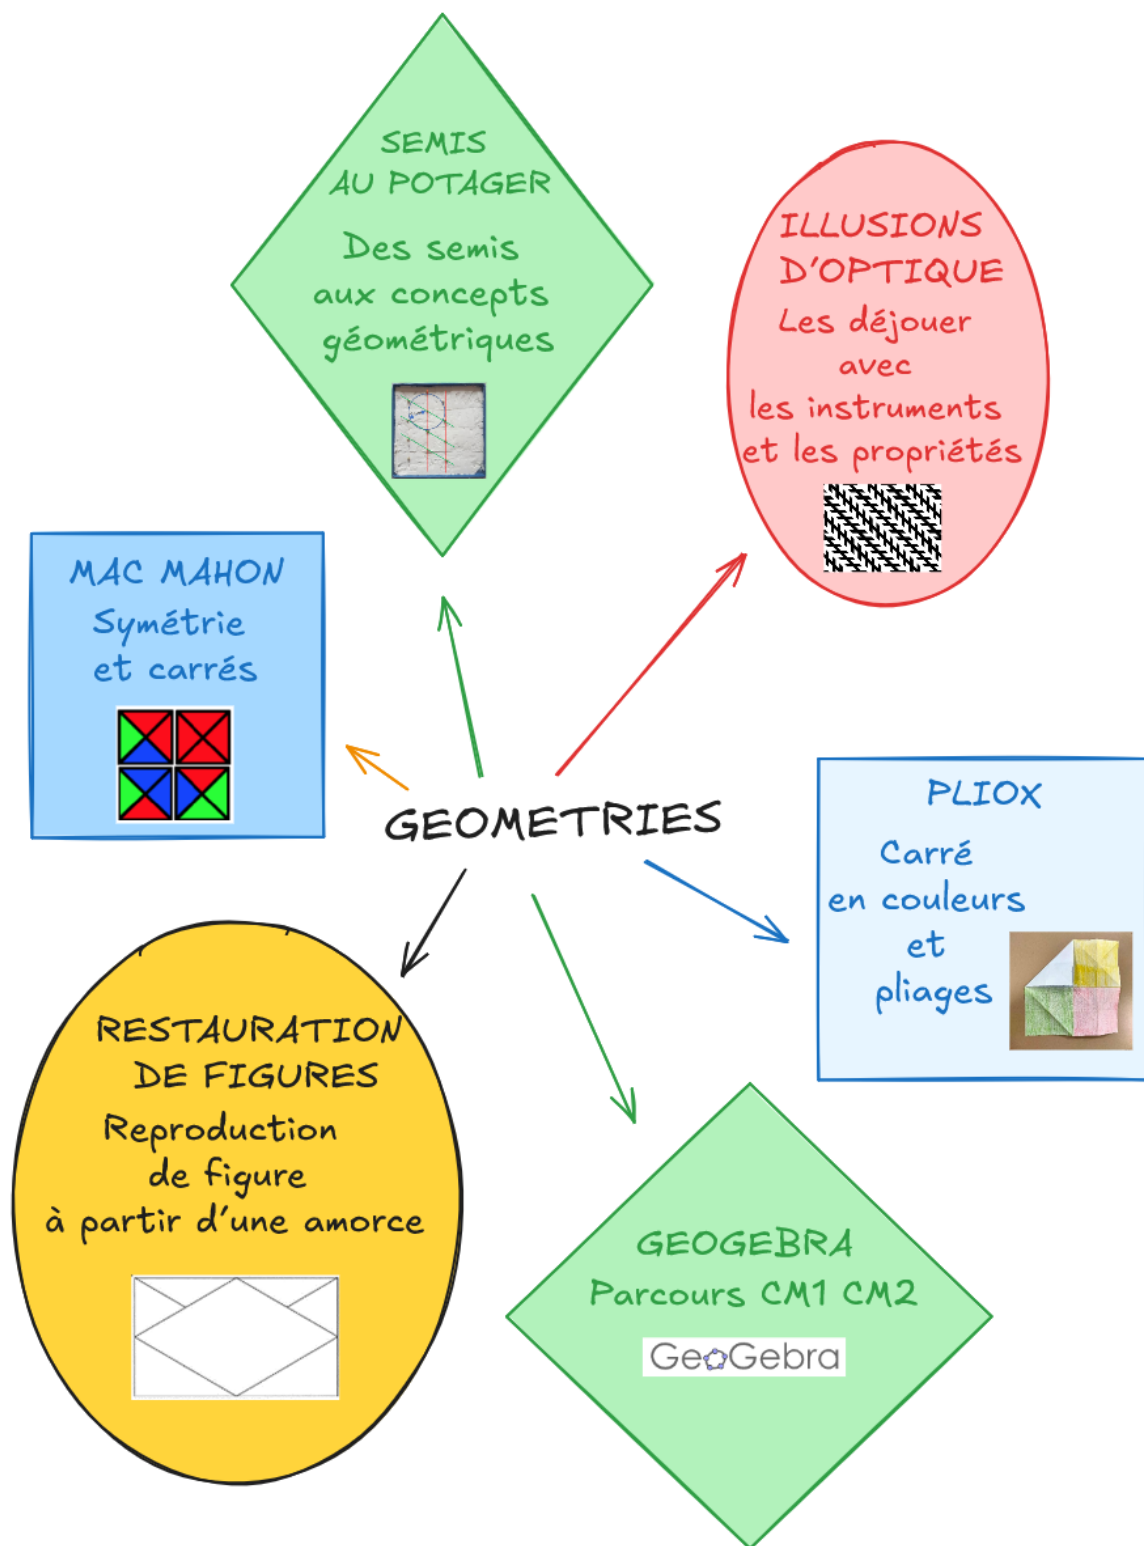 SEMIS
AU POTAGER
Des semis
aux concepts
géométriques
ILLUSIONS
D'OPTIQUE
Les déjouer
avec
les instruments
et les propriétés
MAC MAHON
Symétrie
et carrés
GEOMETRIES
PLIOX
Carré
en couleurs
et
pliages
RESTAURATION
DE FIGURES
Reproduction
de figure
à partir d'une amorce
GEOGEBRA
Parcours CM1 CM2
GeoGebra